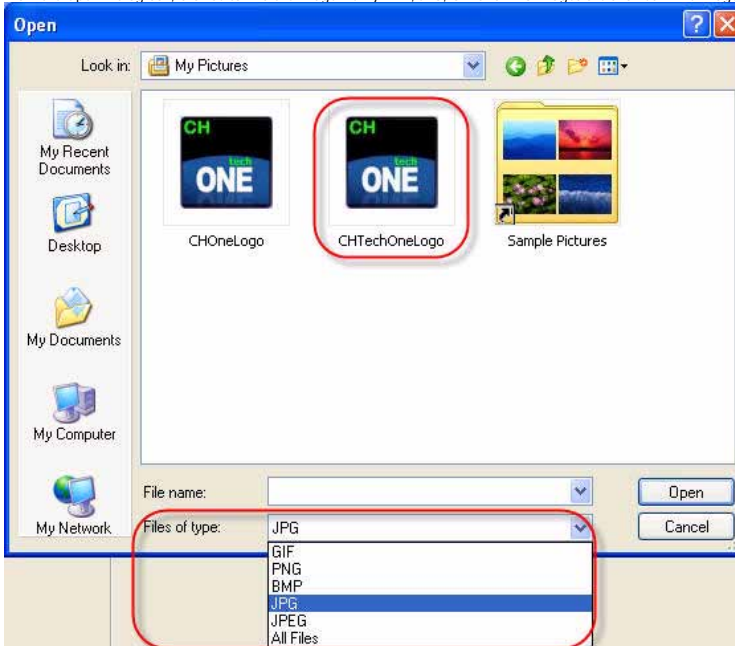 Open
Look in:
My Pictures
My Recent
Documents
Desktop
My Documents
My Computer
My Network
CH
tech
ONE
CHOneLogo
CH
tech
ONE
CHTechOneLogo
Sample Pictures
File name:
Open
Files of type:
JPG
Cancel
GIF
PNG
BMP
JPG
JPEG
All Files